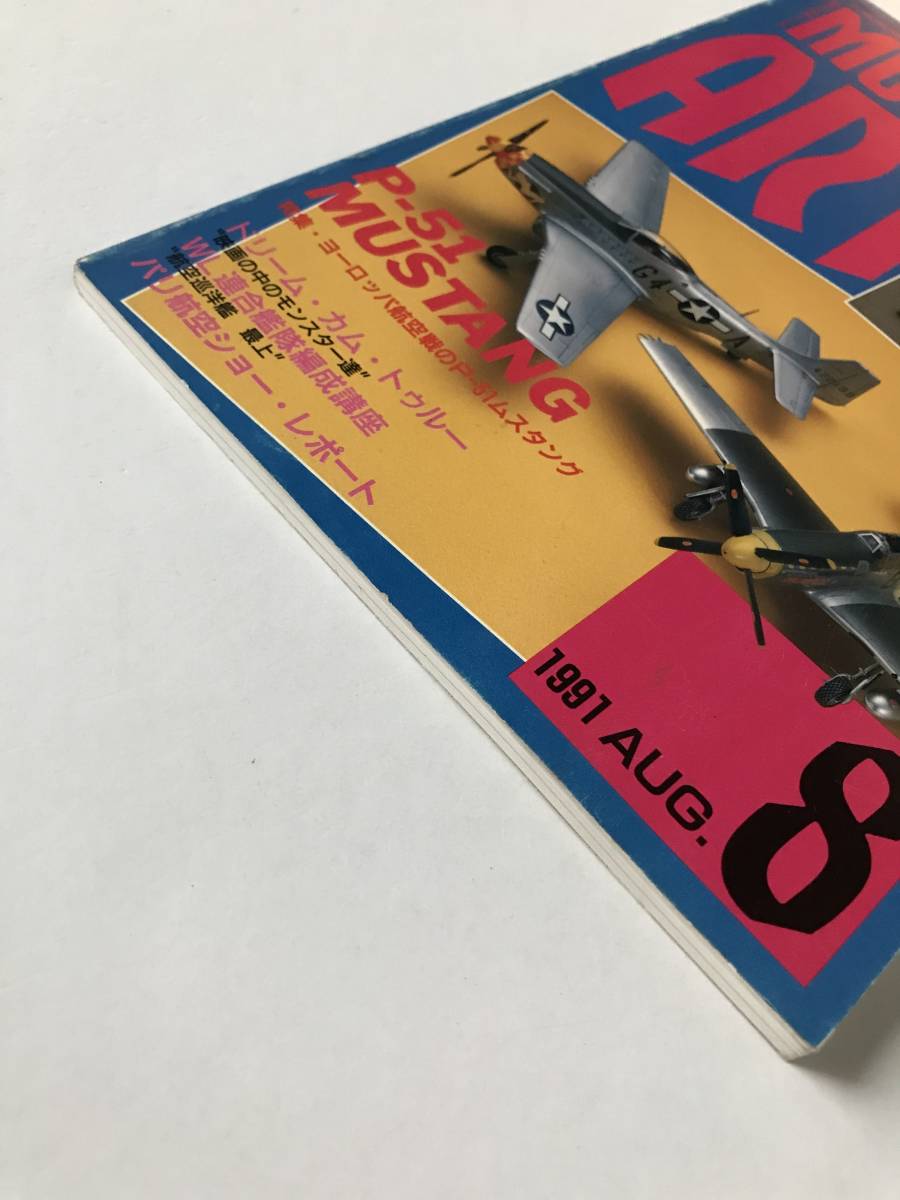 P-51
MUSTANG
特集・ヨーロッパ航空戦のP-51ムスタング
ドリーム・カム・トゥルー
"映画の中のモンスター達"
WL連合艦隊編成講座
"航空巡洋艦 最上"
パリ航空ショー・レポート
G4
A
1991 AUG.
8